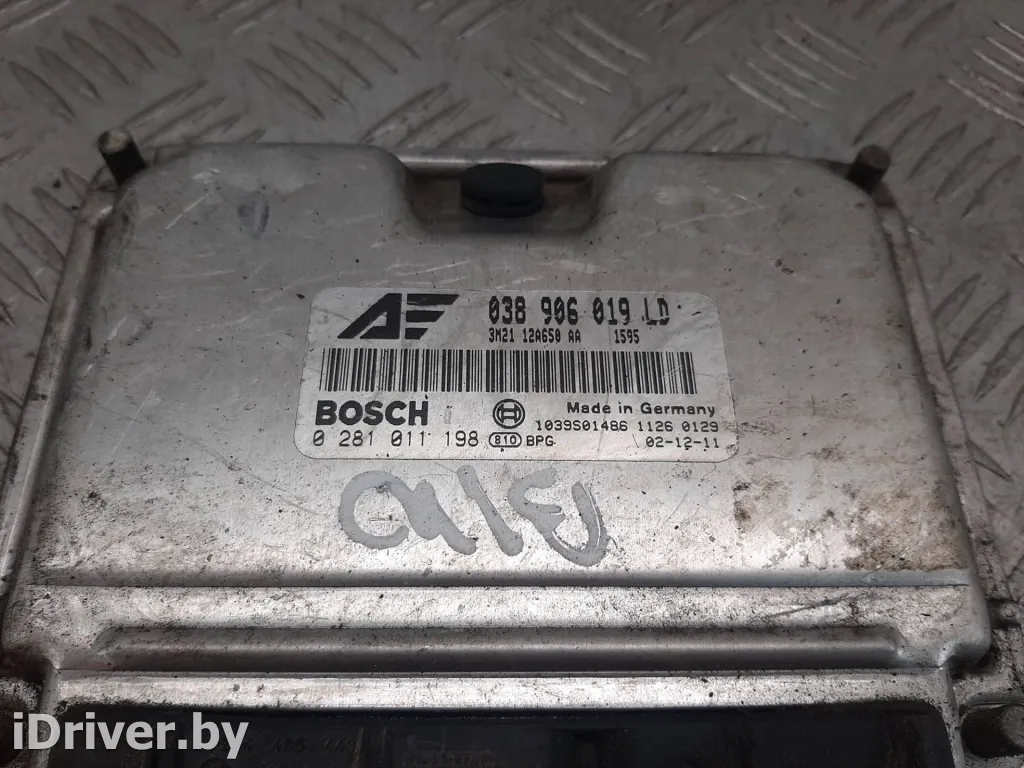 AF 038 906 019 LD
3M21 12A650 AA 1595
BOSCH Made in Germany
1039S01486 1126 0129
0 281 011 198 810 BPG 02-12-11
iDriver.by